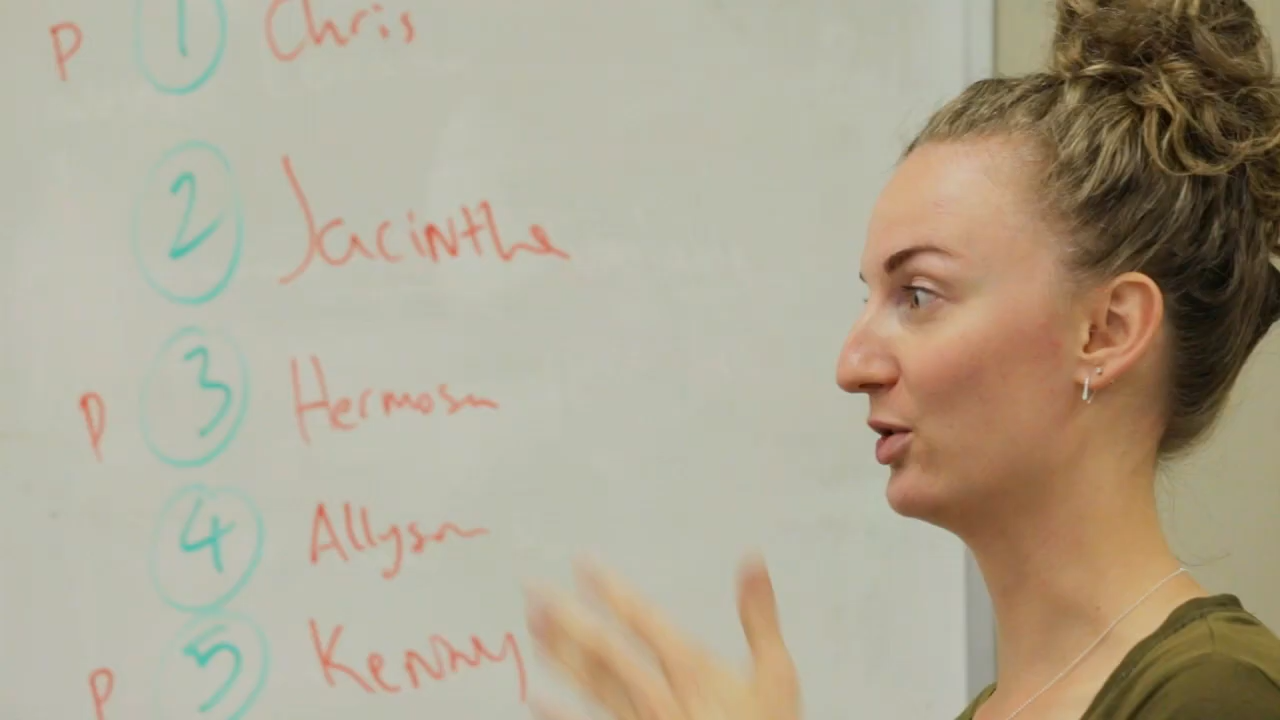 P 1 Chris
2 Jacinthe
P 3 Hermosa
4 Allyson
P 5 Kenny